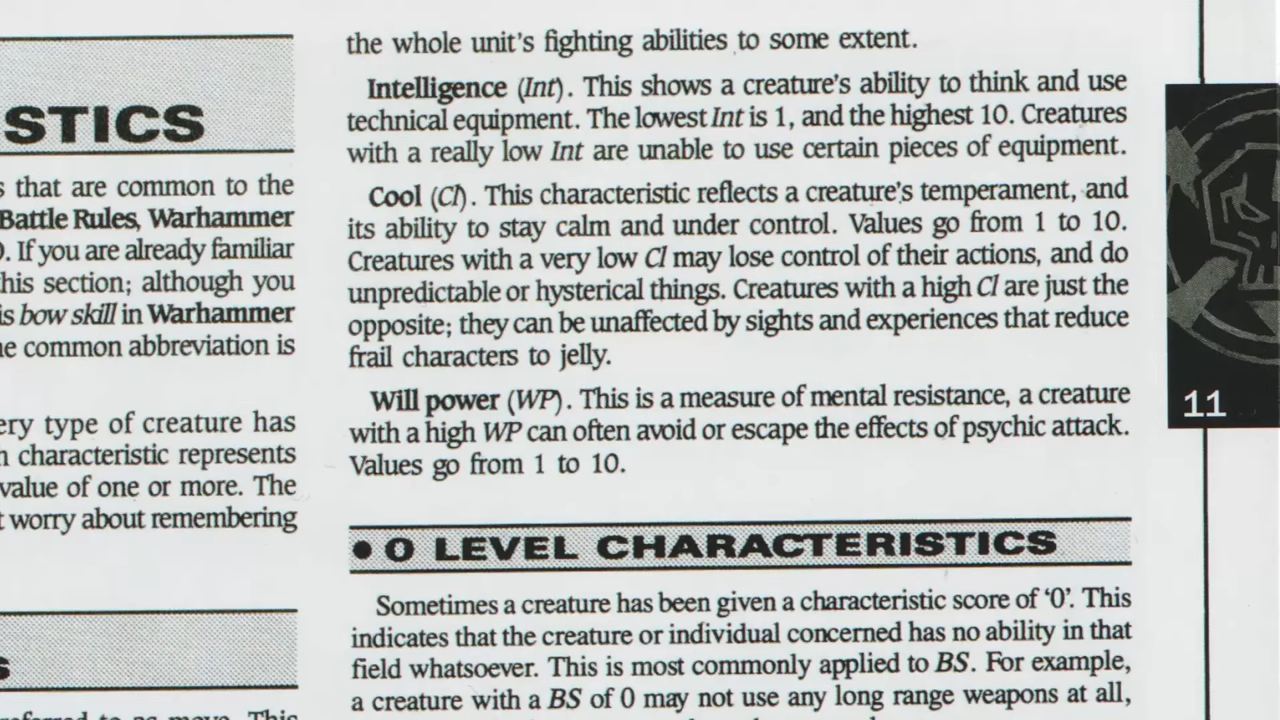 STICS
s that are common to the
Battle Rules, Warhammer
). If you are already familiar
his section; although you
is bow skill in Warhammer
ne common abbreviation is
ery type of creature has
h characteristic represents
value of one or more. The
t worry about remembering
s
referred to as move. This
the whole unit's fighting abilities to some extent.
Intelligence (Int). This shows a creature's ability to think and use
technical equipment. The lowest Int is 1, and the highest 10. Creatures
with a really low Int are unable to use certain pieces of equipment.
Cool (Cl). This characteristic reflects a creature's temperament, and
its ability to stay calm and under control. Values go from 1 to 10.
Creatures with a very low Cl may lose control of their actions, and do
unpredictable or hysterical things. Creatures with a high Cl are just the
opposite; they can be unaffected by sights and experiences that reduce
frail characters to jelly.
Will power (WP). This is a measure of mental resistance, a creature
with a high WP can often avoid or escape the effects of psychic attack.
Values go from 1 to 10.
• 0 LEVEL CHARACTERISTICS
Sometimes a creature has been given a characteristic score of '0'. This
indicates that the creature or individual concerned has no ability in that
field whatsoever. This is most commonly applied to BS. For example,
a creature with a BS of 0 may not use any long range weapons at all,
11